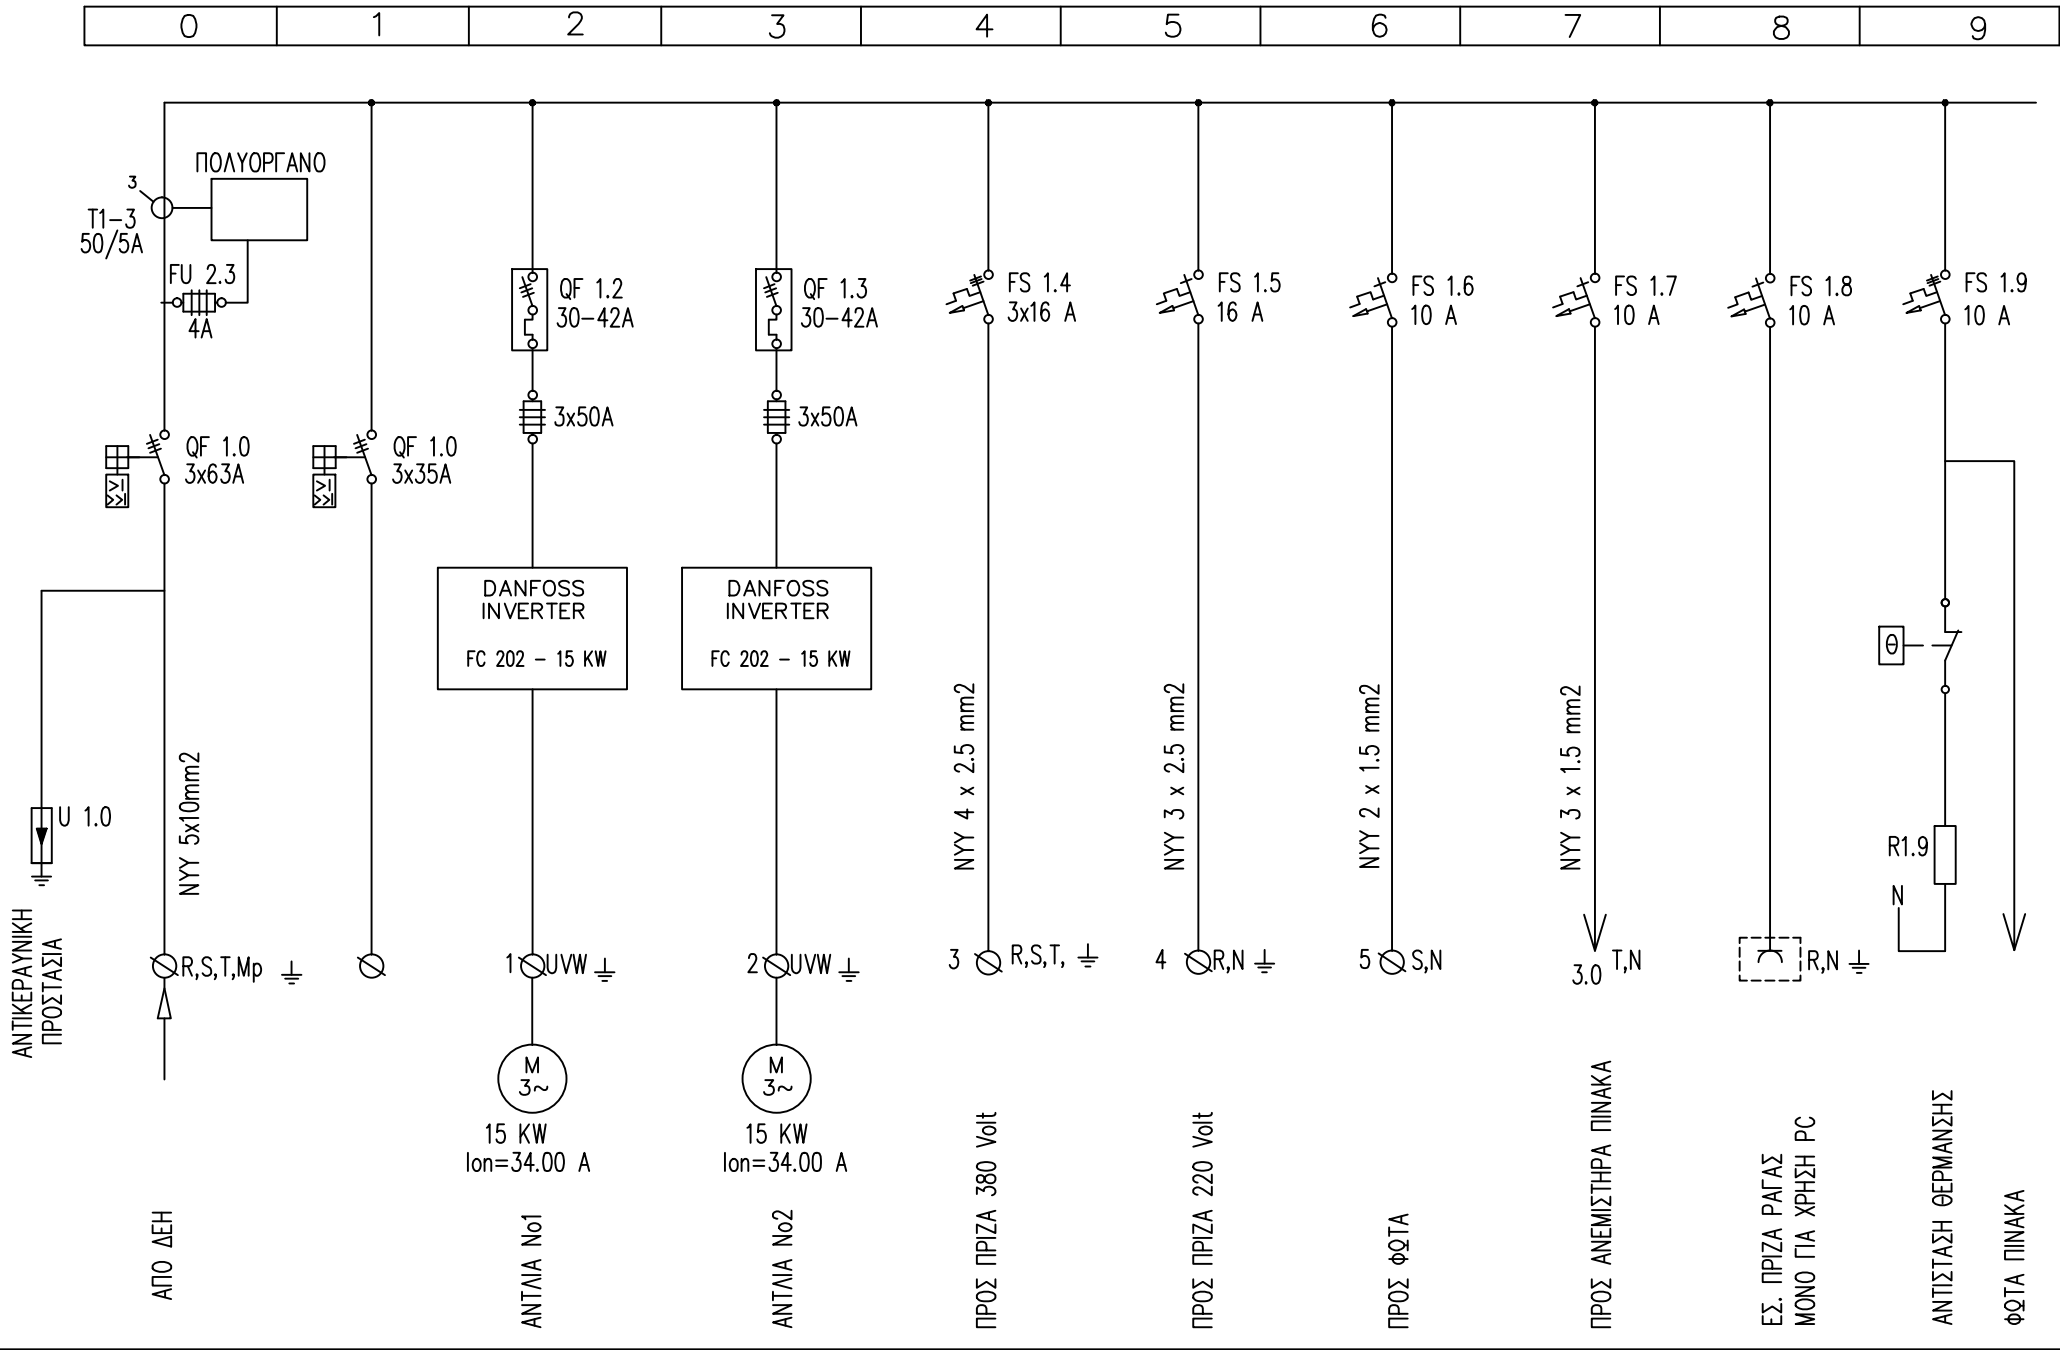 0 1 2 3 4 5 6 7 8 9
ΠΟΛΥΟΡΓΑΝΟ
3
T1-3
50/5A
FU 2.3
4A
QF 1.0
3x63A
U 1.0
NYY 5x10mm2
ΑΝΤΙΚΕΡΑΥΝΙΚΗ
ΠΡΟΣΤΑΣΙΑ
R,S,T,Mp
ΑΠΟ ΔΕΗ
QF 1.0
3x35A
QF 1.2
30-42A
3x50A
DANFOSS
INVERTER
FC 202 - 15 KW
1 UVW
M
3~
15 KW
Ion=34.00 A
ΑΝΤΛΙΑ No1
QF 1.3
30-42A
3x50A
DANFOSS
INVERTER
FC 202 - 15 KW
2 UVW
M
3~
15 KW
Ion=34.00 A
ΑΝΤΛΙΑ No2
FS 1.4
3x16 A
NYY 4 x 2.5 mm2
3 R,S,T,
ΠΡΟΣ ΠΡΙΖΑ 380 Volt
FS 1.5
16 A
NYY 3 x 2.5 mm2
4 R,N
ΠΡΟΣ ΠΡΙΖΑ 220 Volt
FS 1.6
10 A
NYY 2 x 1.5 mm2
5 S,N
ΠΡΟΣ ΦΩΤΑ
FS 1.7
10 A
NYY 3 x 1.5 mm2
3.0 T,N
ΠΡΟΣ ΑΝΕΜΙΣΤΗΡΑ ΠΙΝΑΚΑ
FS 1.8
10 A
R,N
ΕΣ. ΠΡΙΖΑ ΡΑΓΑΣ
ΜΟΝΟ ΓΙΑ ΧΡΗΣΗ PC
FS 1.9
10 A
θ
R1.9
N
ΑΝΤΙΣΤΑΣΗ ΘΕΡΜΑΝΣΗΣ
ΦΩΤΑ ΠΙΝΑΚΑ